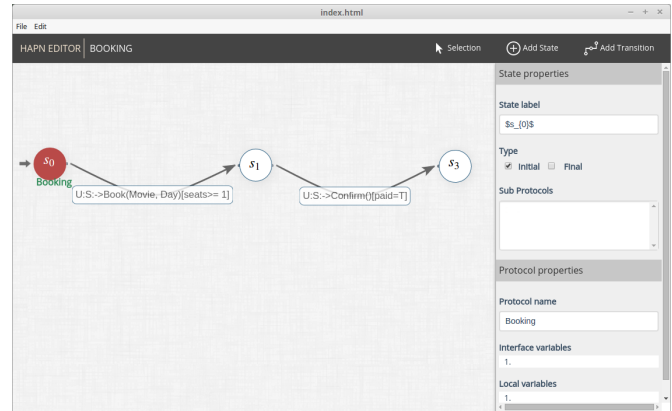 index.html
− + ×
File Edit
HAPN EDITOR | BOOKING
Selection
Add State
Add Transition
State properties
State label
$s_{0}$
Type
Initial Final
Sub Protocols
Protocol properties
Protocol name
Booking
Interface variables
1.
Local variables
1.
s0
Booking
U:S:->Book(Movie, Day)[seats>= 1]
s1
U:S:->Confirm()[paid=T]
s3